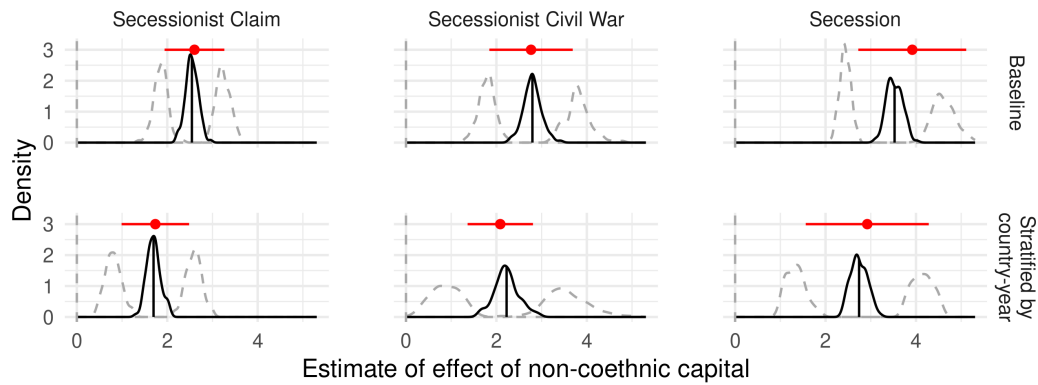 Secessionist Claim Secessionist Civil War Secession
3
2
1
0
Baseline
Density
3
2
1
0
Stratified by
country-year
0 2 4 0 2 4 0 2 4
Estimate of effect of non-coethnic capital